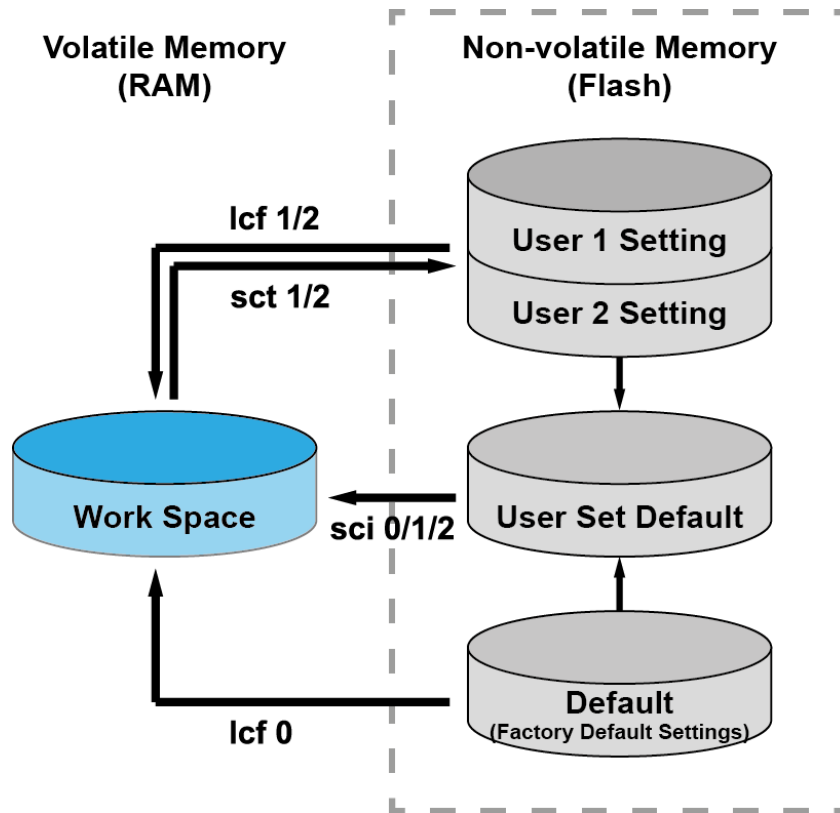 Volatile Memory
(RAM)
Non-volatile Memory
(Flash)
lcf 1/2
sct 1/2
User 1 Setting
User 2 Setting
Work Space
sci 0/1/2
User Set Default
lcf 0
Default
(Factory Default Settings)